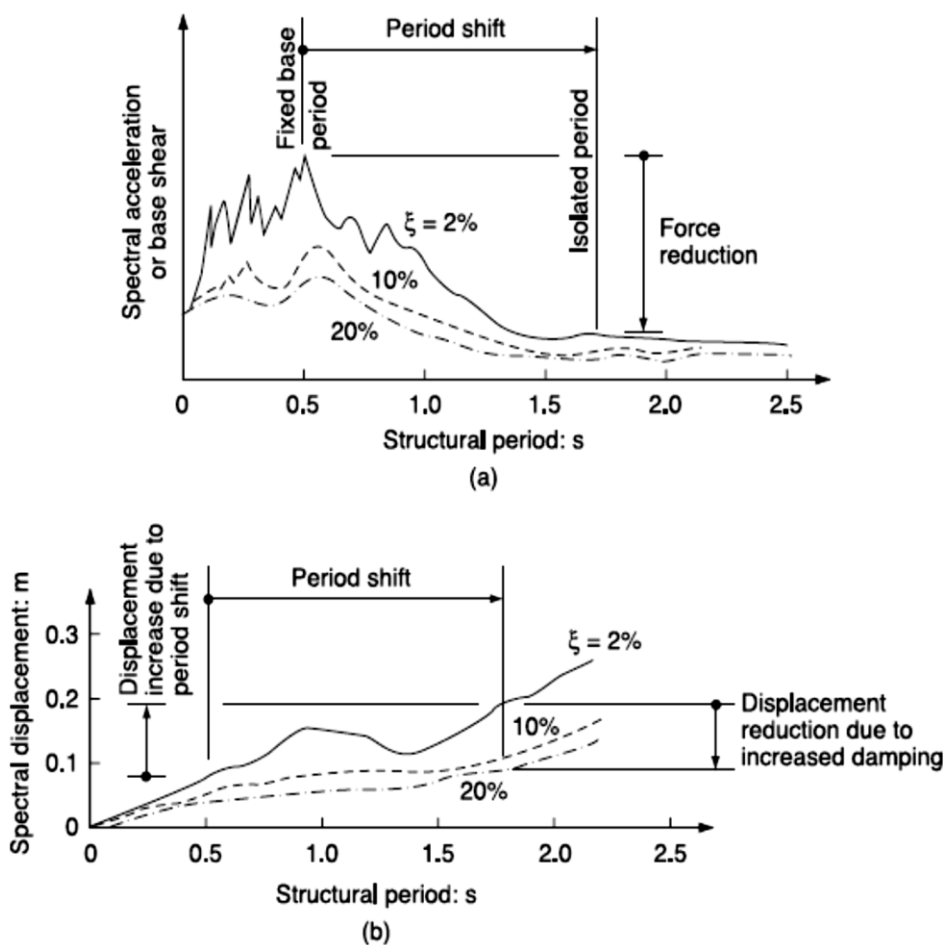 Period shift
Fixed base
period
Isolated period
Spectral acceleration
or base shear
ξ = 2%
10%
20%
Force
reduction
0 0.5 1.0 1.5 2.0 2.5
Structural period: s
(a)
Displacement
increase due to
period shift
Period shift
Spectral displacement: m
0.3
0.2
0.1
0
ξ = 2%
10%
20%
Displacement
reduction due to
increased damping
0 0.5 1.0 1.5 2.0 2.5
Structural period: s
(b)